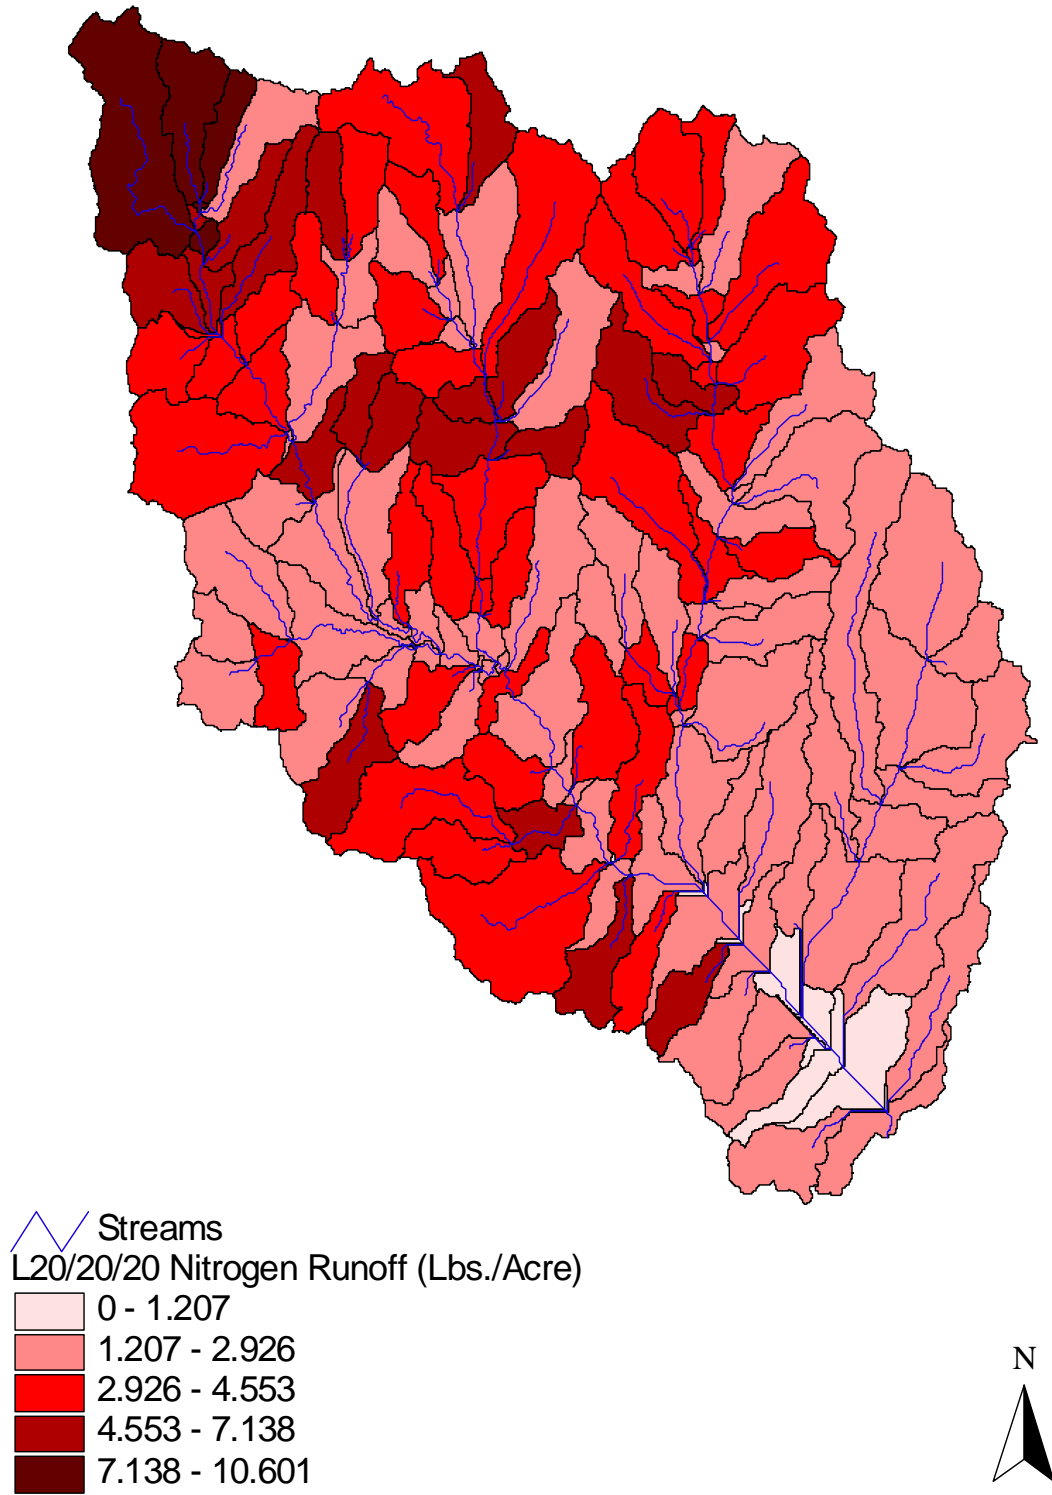 Streams
L20/20/20 Nitrogen Runoff (Lbs./Acre)
0 - 1.207
1.207 - 2.926
2.926 - 4.553
4.553 - 7.138
7.138 - 10.601
N